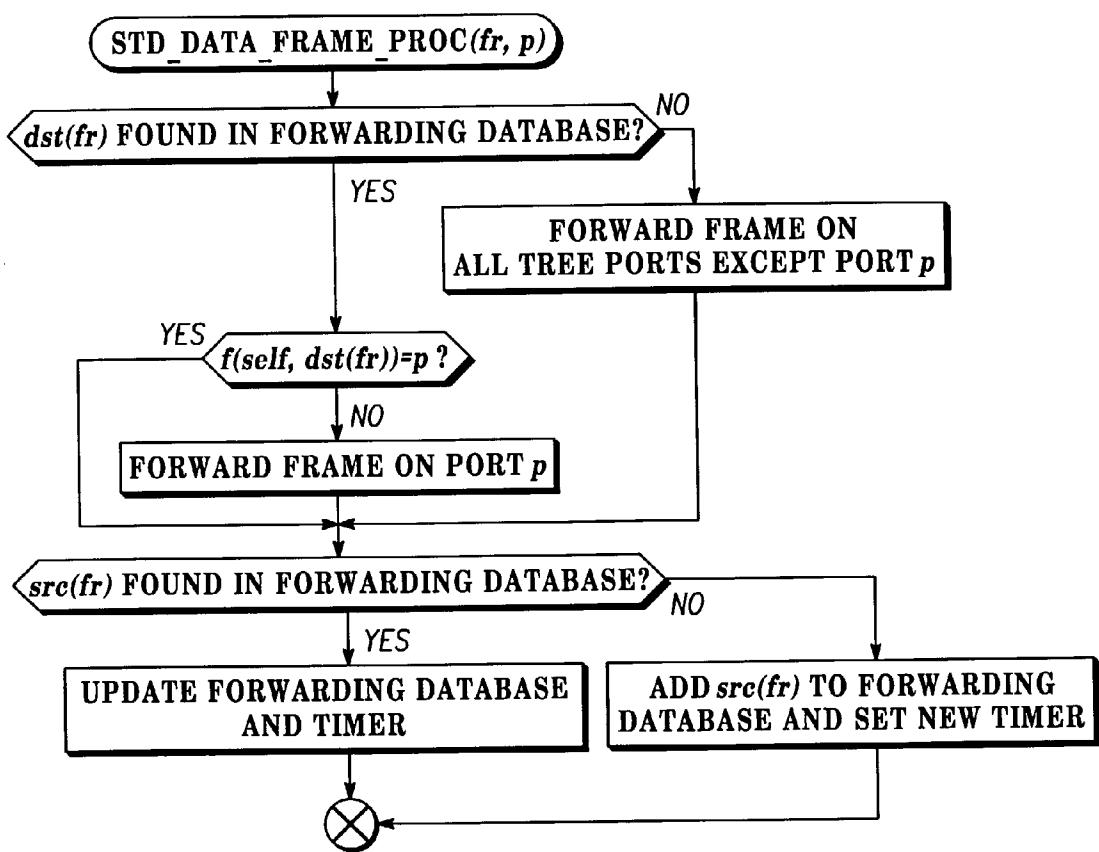 STD_DATA_FRAME_PROC(fr, p)
NO
dst(fr) FOUND IN FORWARDING DATABASE?
YES
FORWARD FRAME ON
ALL TREE PORTS EXCEPT PORT p
YES
f(self, dst(fr))=p ?
NO
FORWARD FRAME ON PORT p
src(fr) FOUND IN FORWARDING DATABASE?
NO
YES
UPDATE FORWARDING DATABASE
AND TIMER
ADD src(fr) TO FORWARDING
DATABASE AND SET NEW TIMER